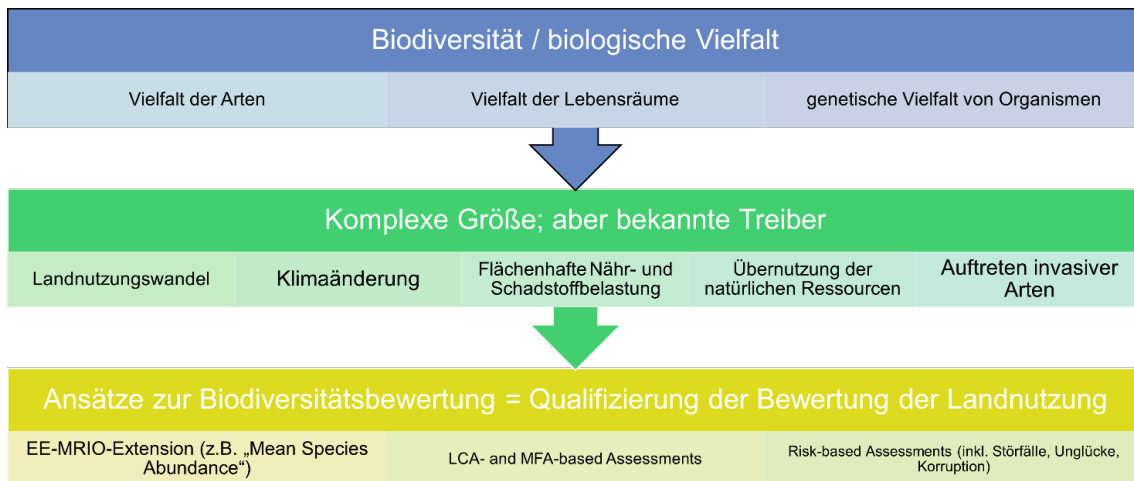 Biodiversität / biologische Vielfalt
Vielfalt der Arten
Vielfalt der Lebensräume
genetische Vielfalt von Organismen
Komplexe Größe; aber bekannte Treiber
Landnutzungswandel
Klimaänderung
Flächenhafte Nähr- und
Schadstoffbelastung
Übernutzung der
natürlichen Ressourcen
Auftreten invasiver
Arten
Ansätze zur Biodiversitätsbewertung = Qualifizierung der Bewertung der Landnutzung
EE-MRIO-Extension (z.B. „Mean Species
Abundance“)
LCA- and MFA-based Assessments
Risk-based Assessments (inkl. Störfälle, Unglücke,
Korruption)